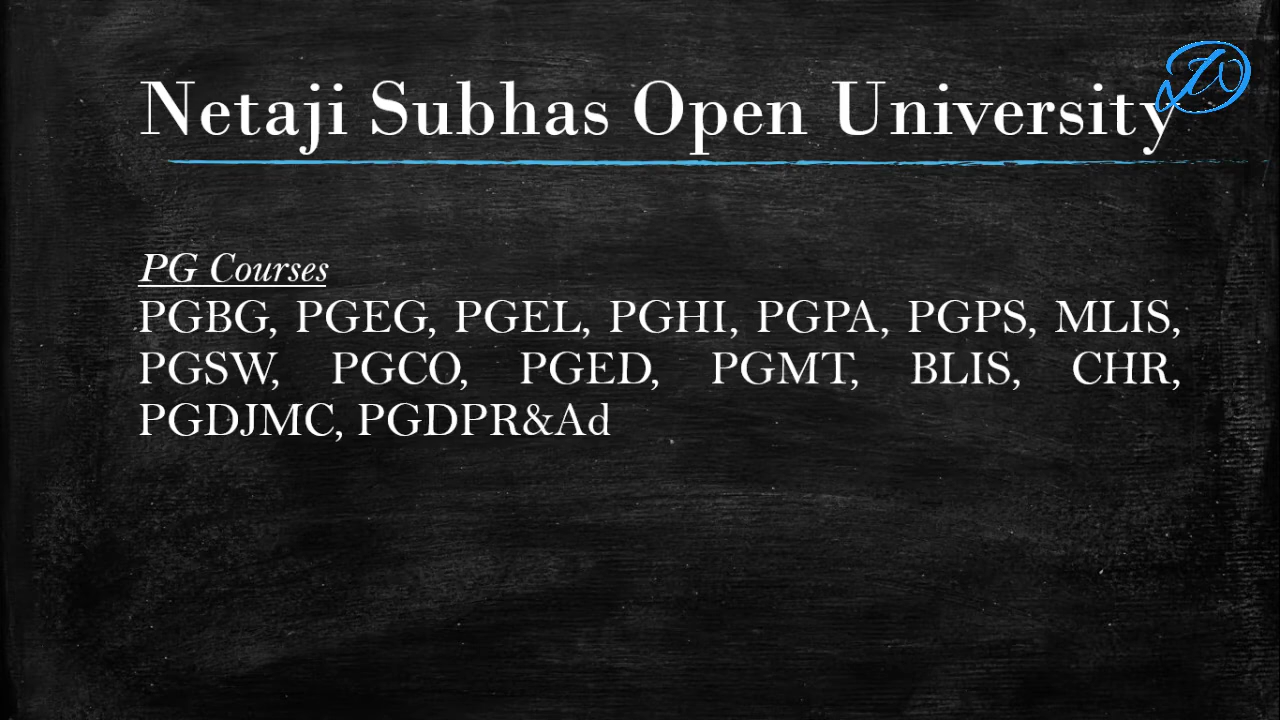 Netaji Subhas Open University
PG Courses
PGBG, PGEG, PGEL, PGHI, PGPA, PGPS, MLIS,
PGSW, PGCO, PGED, PGMT, BLIS, CHR,
PGDJMC, PGDPR&Ad